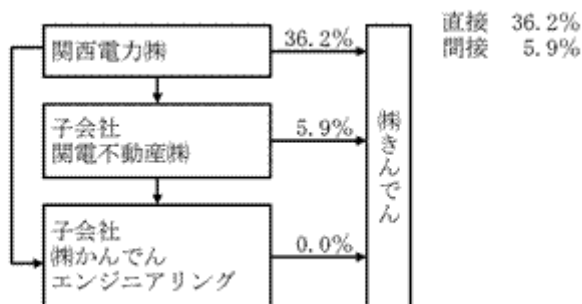 直接 36.2%
間接 5.9%
関西電力㈱
36.2%
子会社
関電不動産㈱
5.9%
子会社
㈱かんでん
エンジニアリング
0.0%
㈱きんでん